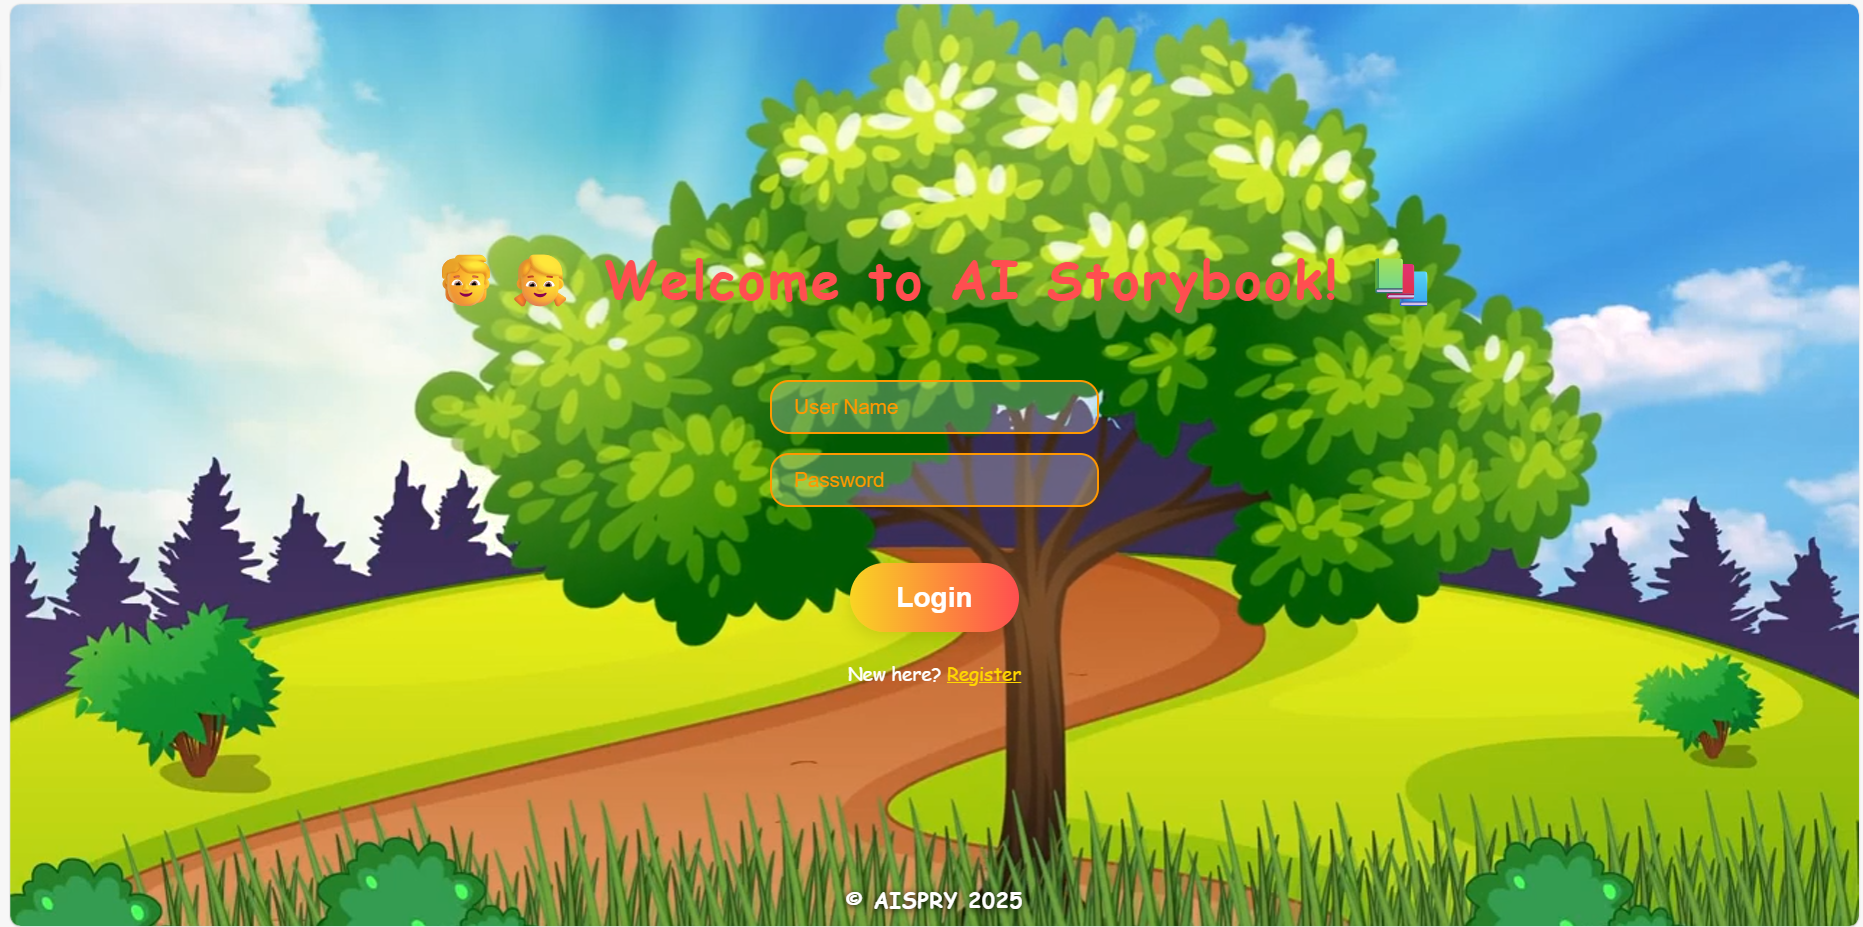 Welcome to AI Storybook!
User Name
Password
Login
New here? Register
© AISPRY 2025